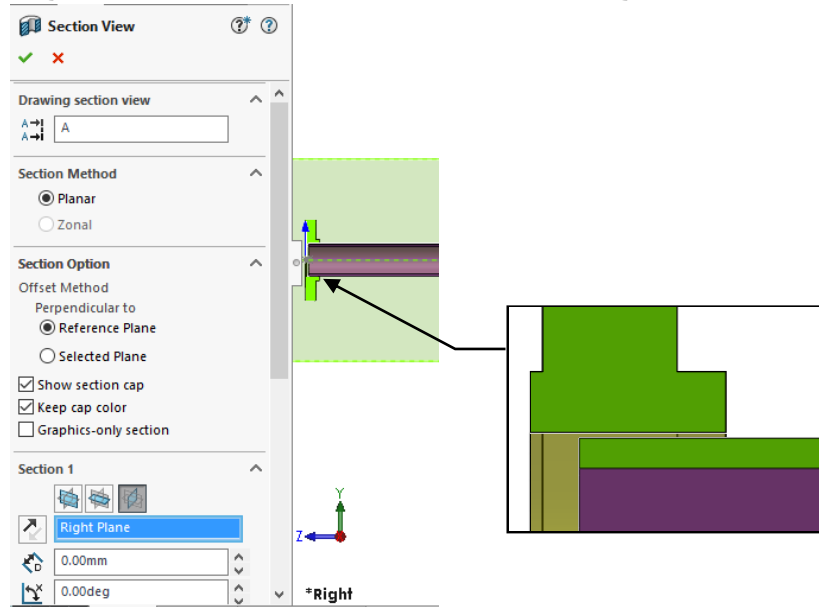 Section View
Drawing section view
A
A
A
Section Method
Planar
Zonal
Section Option
Offset Method
Perpendicular to
Reference Plane
Selected Plane
Show section cap
Keep cap color
Graphics-only section
Section 1
Right Plane
D
0.00mm
X
0.00deg
Y
Z
*Right